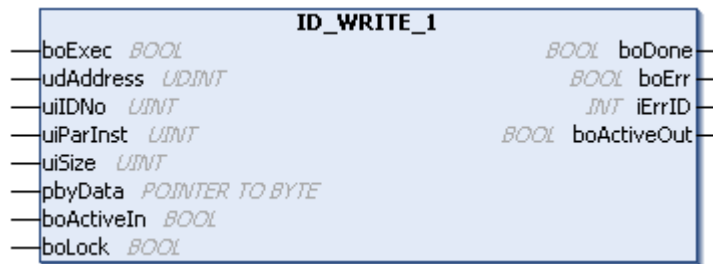 ID_WRITE_1
boExec BOOL BOOL boDone
udAddress UDINT BOOL boErr
uiIDNo UINT INT iErrID
uiParInst UINT BOOL boActiveOut
uiSize UINT
pbyData POINTER TO BYTE
boActiveIn BOOL
boLock BOOL